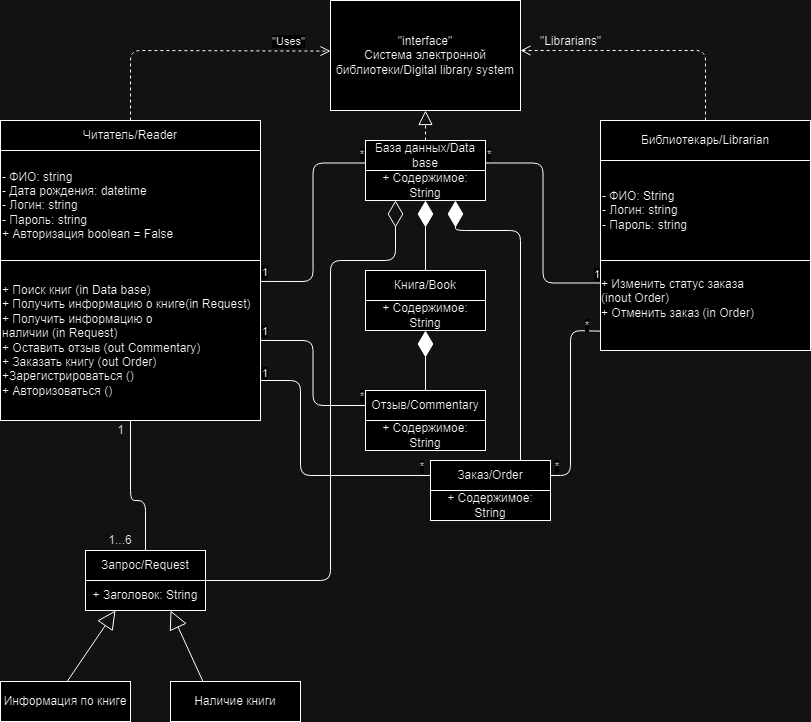 "interface"
Система электронной
библиотеки/Digital library system
"Uses"
"Librarians"
Читатель/Reader
- ФИО: string
- Дата рождения: datetime
- Логин: string
- Пароль: string
+ Авторизация boolean = False
+ Поиск книг (in Data base)
+ Получить информацию о книге(in Request)
+ Получить информацию о
наличии (in Request)
+ Оставить отзыв (out Commentary)
+ Заказать книгу (out Order)
+Зарегистрироваться ()
+ Авторизоваться ()
База данных/Data
base
+ Содержимое:
String
Библиотекарь/Librarian
- ФИО: String
- Логин: string
- Пароль: string
+ Изменить статус заказа
(inout Order)
+ Отменить заказ (in Order)
*
*
1
1
1
1
*
*
*
*
Книга/Book
+ Содержимое:
String
Отзыв/Commentary
+ Содержимое:
String
Заказ/Order
+ Содержимое:
String
1
1...6
Запрос/Request
+ Заголовок: String
Информация по книге
Наличие книги